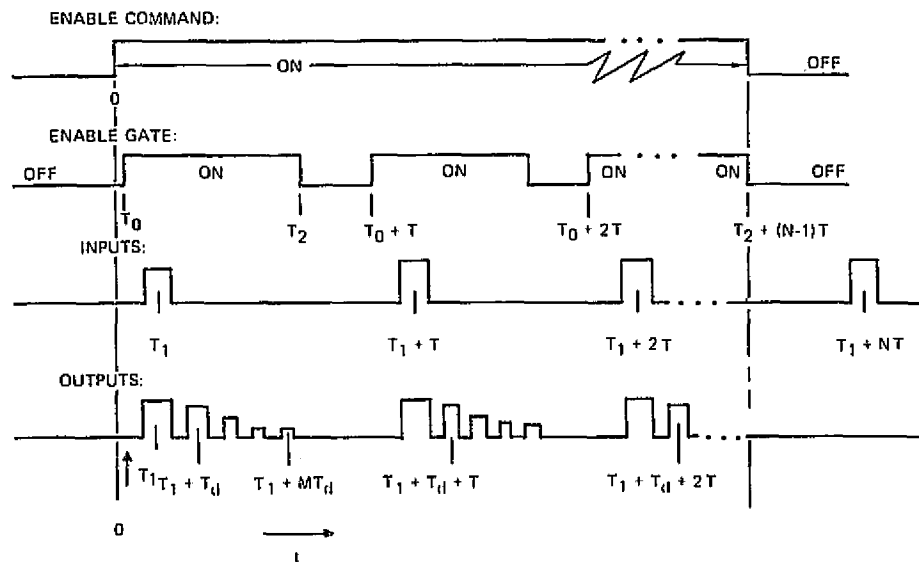 ENABLE COMMAND:
ON
OFF
0
ENABLE GATE:
OFF ON ON ON ON OFF
T0 T2 T0 + T T0 + 2T T2 + (N-1)T
INPUTS:
T1 T1 + T T1 + 2T T1 + NT
OUTPUTS:
T1 T1 + Td T1 + MTd T1 + Td + T T1 + Td + 2T
0
t